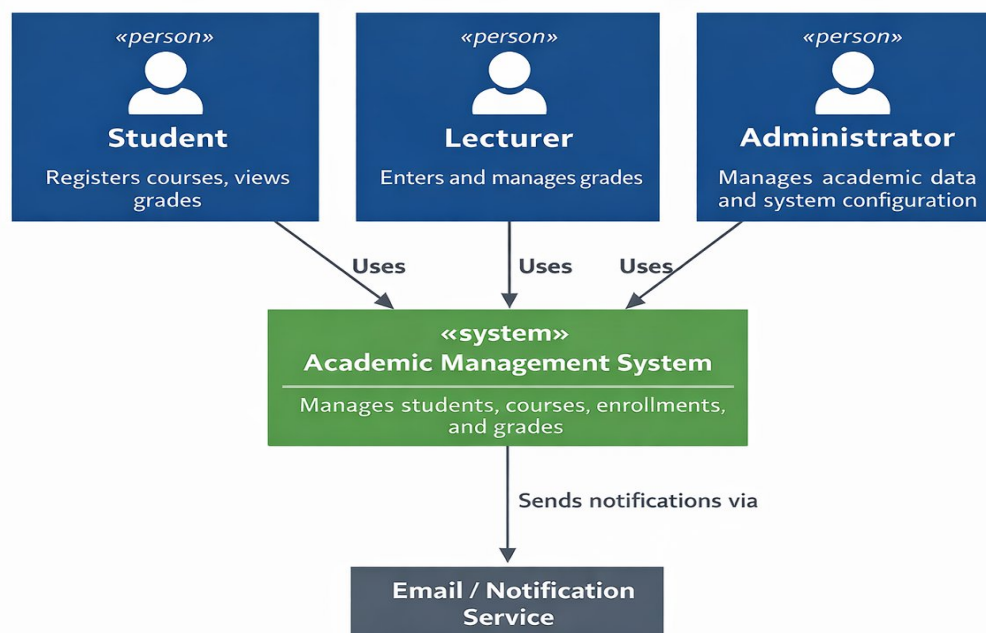 «person»
Student
Registers courses, views
grades
«person»
Lecturer
Enters and manages grades
«person»
Administrator
Manages academic data
and system configuration
Uses
Uses
Uses
«system»
Academic Management System
Manages students, courses, enrollments,
and grades
Sends notifications via
Email / Notification
Service